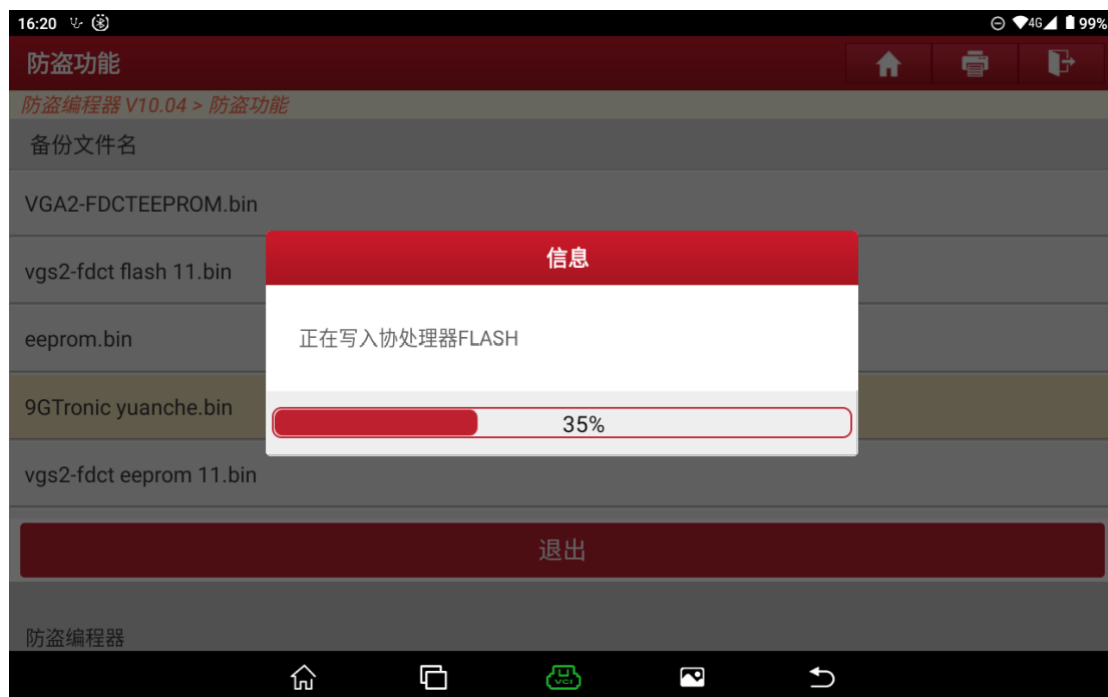 16:20 4G 99%
防盗功能
防盗编程器 V10.04 > 防盗功能
备份文件名
VGA2-FDCTEEPROM.bin
vgs2-fdct flash 11.bin
eeprom.bin
9GTronic yuanche.bin
vgs2-fdct eeprom 11.bin
信息
正在写入协处理器FLASH
35%
退出
防盗编程器
VCI